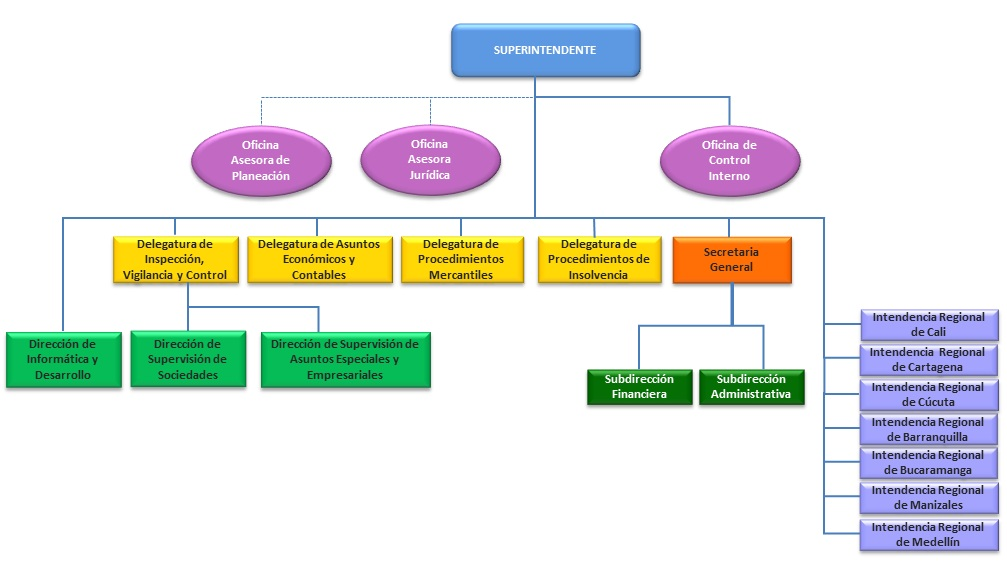 SUPERINTENDENTE
Oficina
Asesora de
Planeación
Oficina
Asesora
Jurídica
Oficina de
Control
Interno
Delegatura de
Inspección,
Vigilancia y Control
Delegatura de Asuntos
Económicos y
Contables
Delegatura de
Procedimientos
Mercantiles
Delegatura de
Procedimientos de
Insolvencia
Secretaria
General
Dirección de
Informática y
Desarrollo
Dirección de
Supervisión de
Sociedades
Dirección de Supervisión de
Asuntos Especiales y
Empresariales
Subdirección
Financiera
Subdirección
Administrativa
Intendencia Regional
de Cali
Intendencia Regional
de Cartagena
Intendencia Regional
de Cúcuta
Intendencia Regional
de Barranquilla
Intendencia Regional
de Bucaramanga
Intendencia Regional
de Manizales
Intendencia Regional
de Medellín